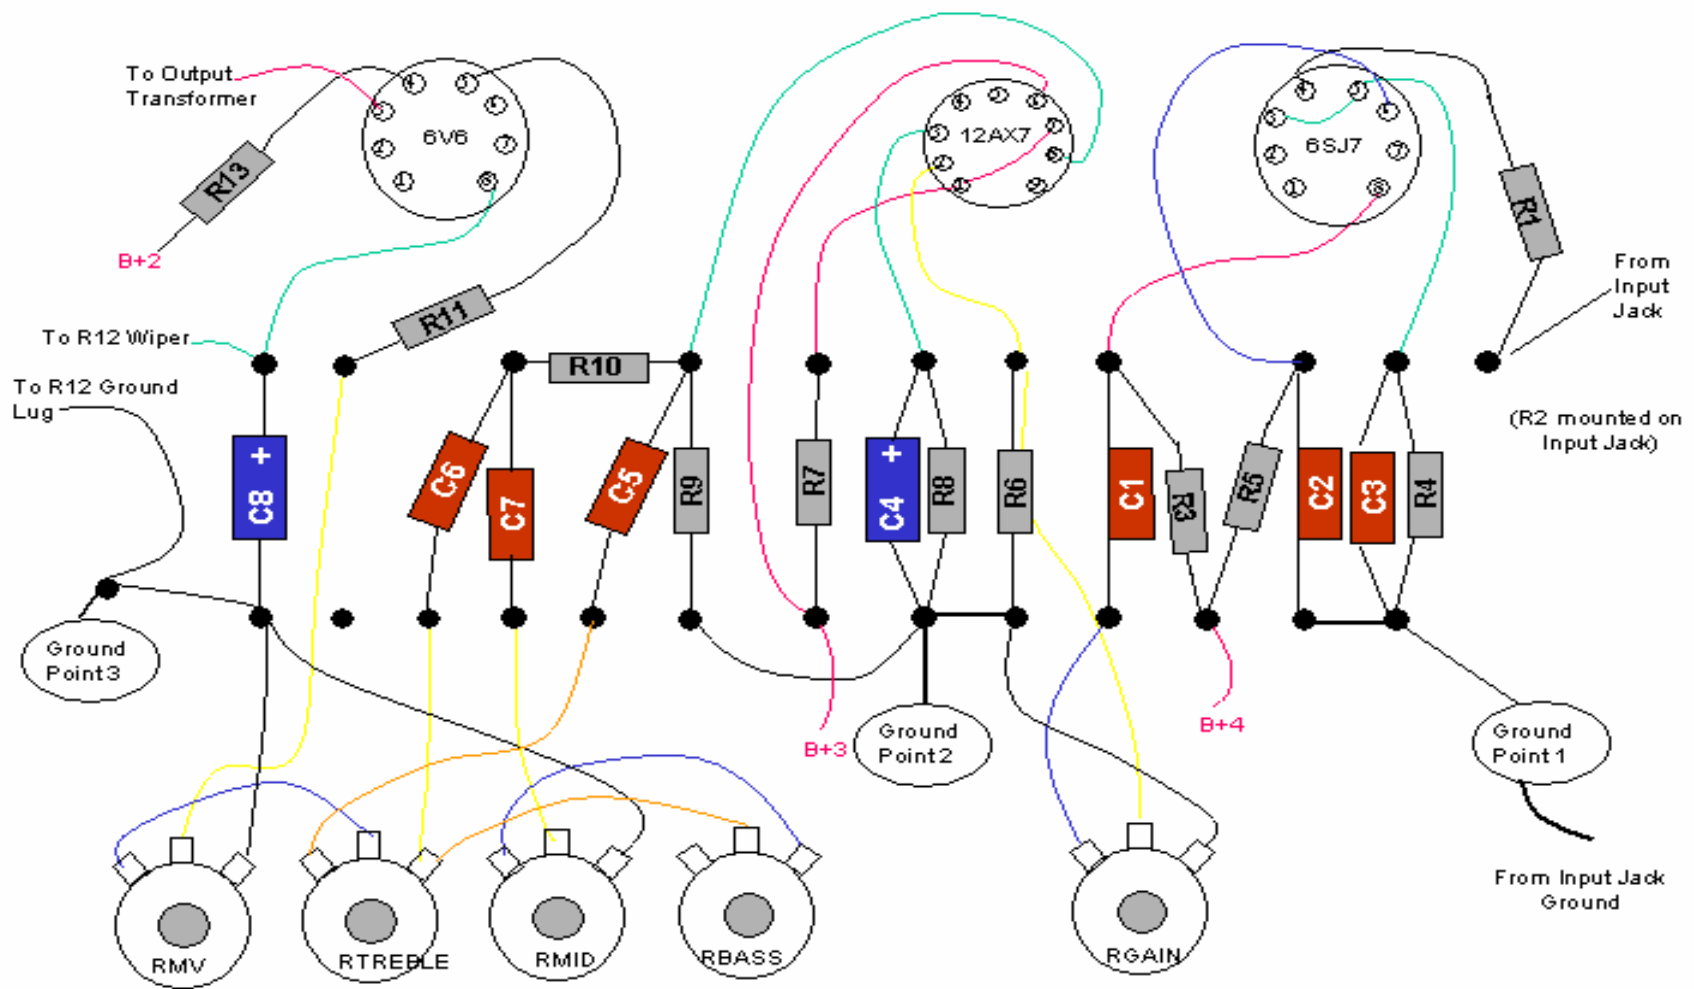 To Output
Transformer
6V6
12AX7
6SJ7
R13
R1
B+2
R11
From
Input
Jack
To R12 Wiper
R10
To R12 Ground
Lug
(R2 mounted on
Input Jack)
C8 +
C6
C7
C5
R9
R7
C4 +
R8
R6
C1
R3
R5
C2
C3
R4
Ground
Point 3
B+3
Ground
Point 2
B+4
Ground
Point 1
From Input Jack
Ground
RMV
RTREBLE
RMID
RBASS
RGAIN